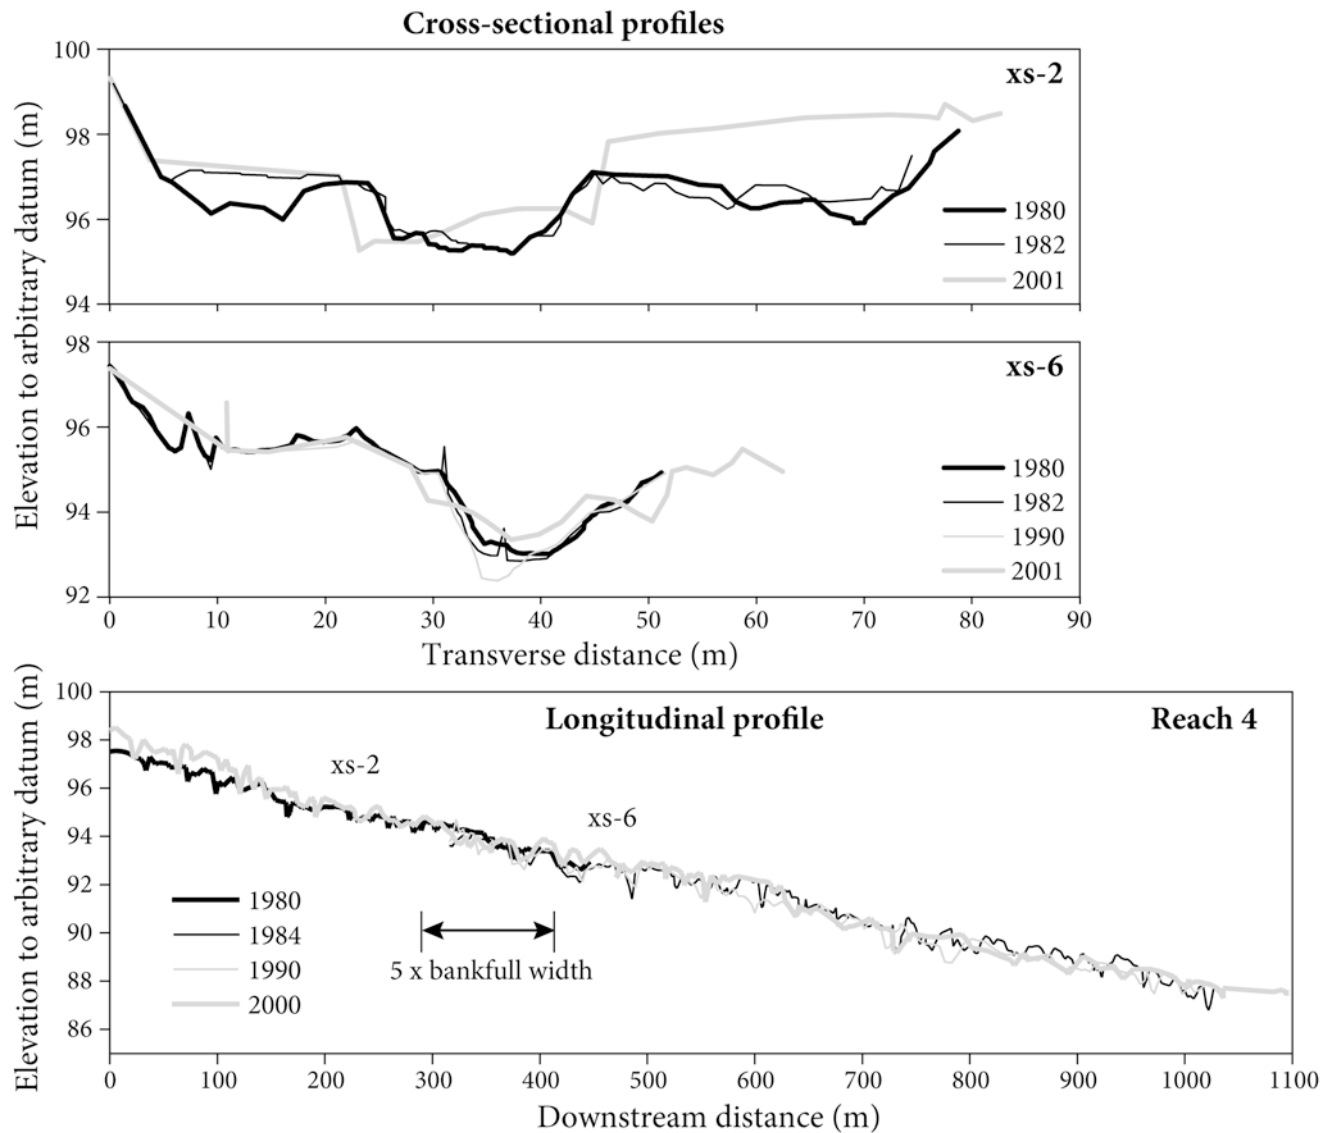 Cross-sectional profiles
Elevation to arbitrary datum (m)
100
98
96
94
xs-2
1980
1982
2001
Elevation to arbitrary datum (m)
98
96
94
92
xs-6
1980
1982
1990
2001
0 10 20 30 40 50 60 70 80 90
Transverse distance (m)
Elevation to arbitrary datum (m)
100
98
96
94
92
90
88
86
Longitudinal profile
Reach 4
xs-2
xs-6
1980
1984
1990
2000
5 x bankfull width
0 100 200 300 400 500 600 700 800 900 1000 1100
Downstream distance (m)